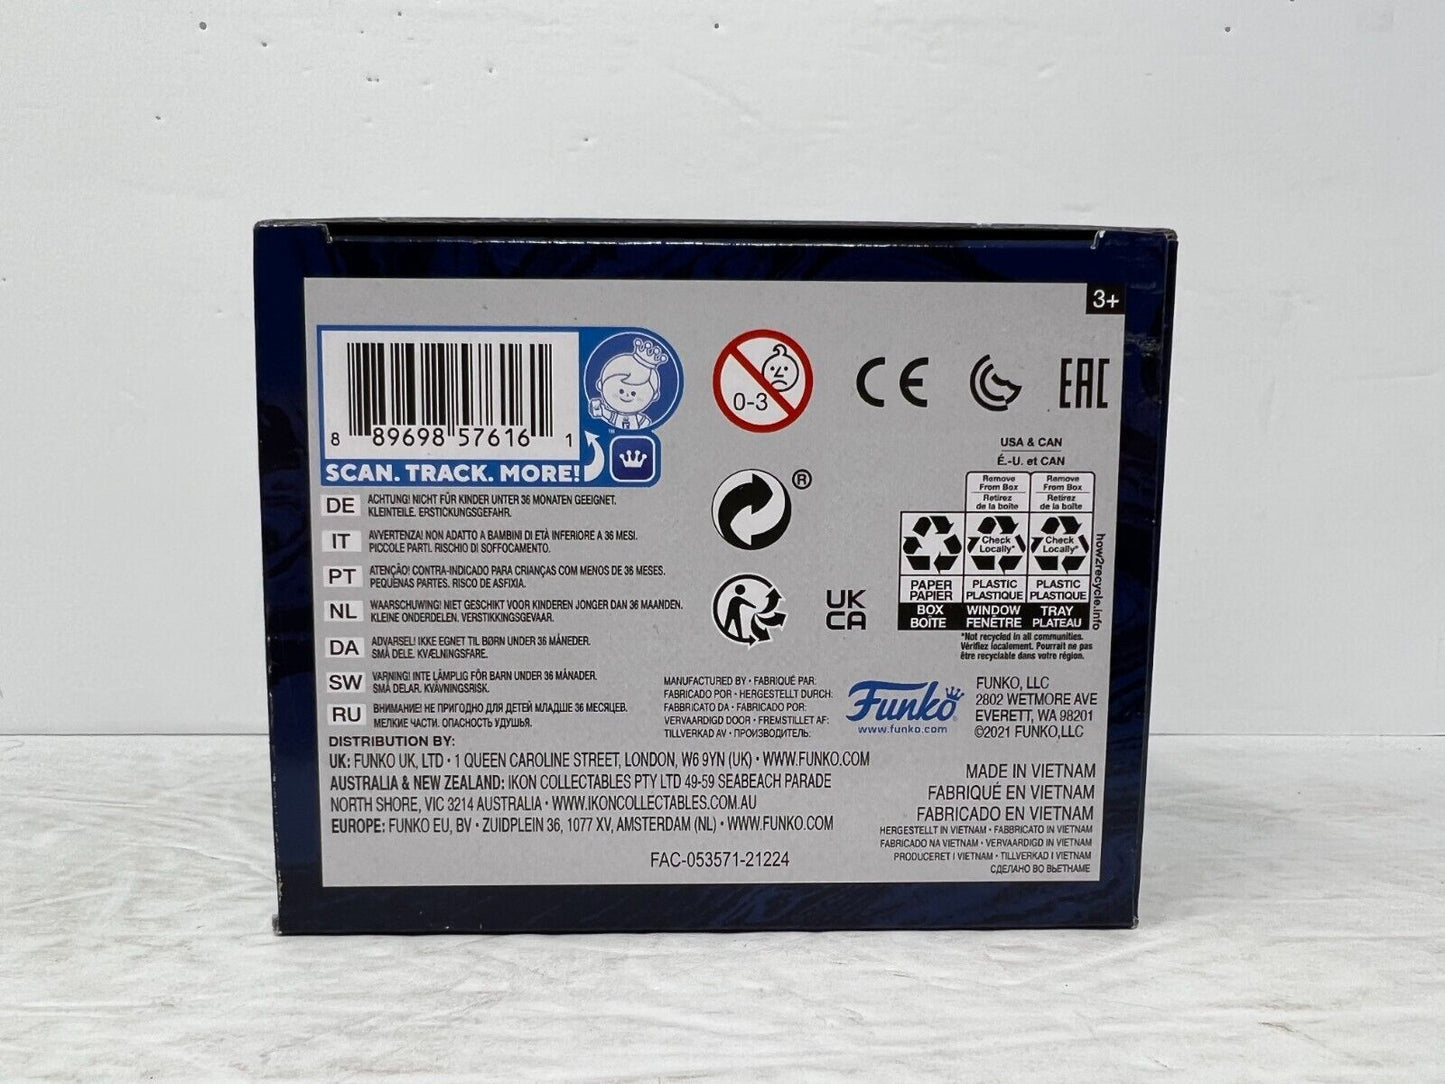 3+
8 89698 57616 1
SCAN. TRACK. MORE!
™
0-3
CE
EAC
®
UK
CA
USA & CAN
É.-U. et CAN
Remove From Box
Retirez de la boîte
Remove From Box
Retirez de la boîte
Check Locally*
Check Locally*
PAPER
PAPIER
PLASTIC
PLASTIQUE
PLASTIC
PLASTIQUE
BOX
BOÎTE
WINDOW
FENÊTRE
TRAY
PLATEAU
how2recycle.info
*Not recycled in all communities.
Vérifiez localement. Pourrait ne pas
être recyclable dans votre région.
DE ACHTUNG! NICHT FÜR KINDER UNTER 36 MONATEN GEEIGNET.
KLEINTEILE. ERSTICKUNGSGEFAHR.
IT AVVERTENZA! NON ADATTO A BAMBINI DI ETÀ INFERIORE A 36 MESI.
PICCOLE PARTI. RISCHIO DI SOFFOCAMENTO.
PT ATENÇÃO! CONTRA-INDICADO PARA CRIANÇAS COM MENOS DE 36 MESES.
PEQUENAS PARTES. RISCO DE ASFIXIA.
NL WAARSCHUWING! NIET GESCHIKT VOOR KINDEREN JONGER DAN 36 MAANDEN.
KLEINE ONDERDELEN. VERSTIKKINGSGEVAAR.
DA ADVARSEL! IKKE EGNET TIL BØRN UNDER 36 MÅNEDER.
SMÅ DELE. KVÆLNINGSFARE.
SW VARNING! INTE LÄMPLIG FÖR BARN UNDER 36 MÅNADER.
SMÅ DELAR. KVÄVNINGSRISK.
RU ВНИМАНИЕ! НЕ ПРИГОДНО ДЛЯ ДЕТЕЙ МЛАДШЕ 36 МЕСЯЦЕВ.
МЕЛКИЕ ЧАСТИ. ОПАСНОСТЬ УДУШЬЯ.
MANUFACTURED BY • FABRIQUÉ PAR:
FABRICADO POR • HERGESTELLT DURCH:
FABBRICATO DA • FABRICADO POR:
VERVAARDIGD DOOR • FREMSTILLET AF:
TILLVERKAD AV • ПРОИЗВОДИТЕЛЬ:
Funko
www.funko.com
FUNKO, LLC
2802 WETMORE AVE
EVERETT, WA 98201
©2021 FUNKO,LLC
DISTRIBUTION BY:
UK: FUNKO UK, LTD • 1 QUEEN CAROLINE STREET, LONDON, W6 9YN (UK) • WWW.FUNKO.COM
AUSTRALIA & NEW ZEALAND: IKON COLLECTABLES PTY LTD 49-59 SEABEACH PARADE
NORTH SHORE, VIC 3214 AUSTRALIA • WWW.IKONCOLLECTABLES.COM.AU
EUROPE: FUNKO EU, BV • ZUIDPLEIN 36, 1077 XV, AMSTERDAM (NL) • WWW.FUNKO.COM
MADE IN VIETNAM
FABRIQUÉ EN VIETNAM
FABRICADO EN VIETNAM
HERGESTELLT IN VIETNAM • FABBRICATO IN VIETNAM
FABRICADO NA VIETNAM • VERVAARDIGD IN VIETNAM
PRODUCERET I VIETNAM • TILLVERKAD I VIETNAM
СДЕЛАНО ВО ВЬЕТНАМЕ
FAC-053571-21224